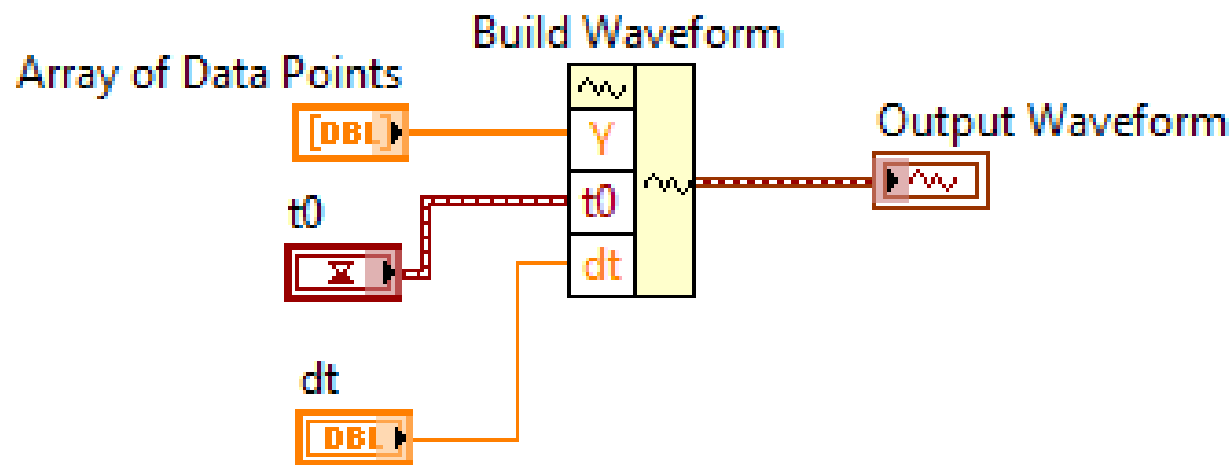 Build Waveform
Array of Data Points
[DBL]
Y
Output Waveform
t0
t0
dt
dt
DBL